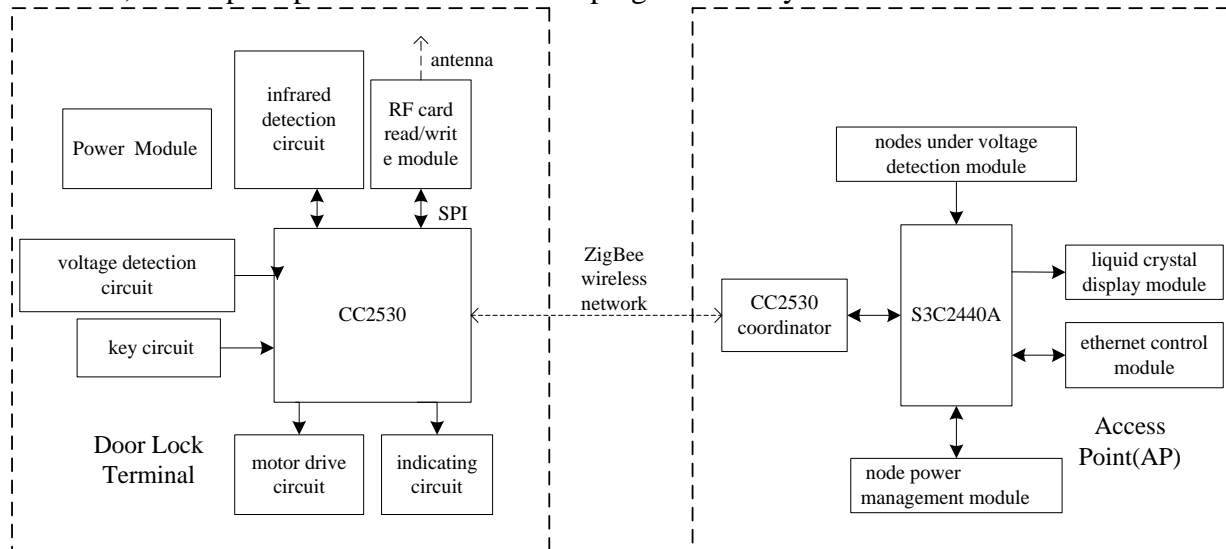 antenna
infrared
detection
circuit
RF card
read/writ
e module
Power  Module
SPI
voltage detection
circuit
CC2530
key circuit
Door Lock
Terminal
motor drive
circuit
indicating
circuit
ZigBee
wireless
network
nodes under voltage
detection module
CC2530
coordinator
S3C2440A
liquid crystal
display module
ethernet control
module
Access
Point(AP)
node power
management module